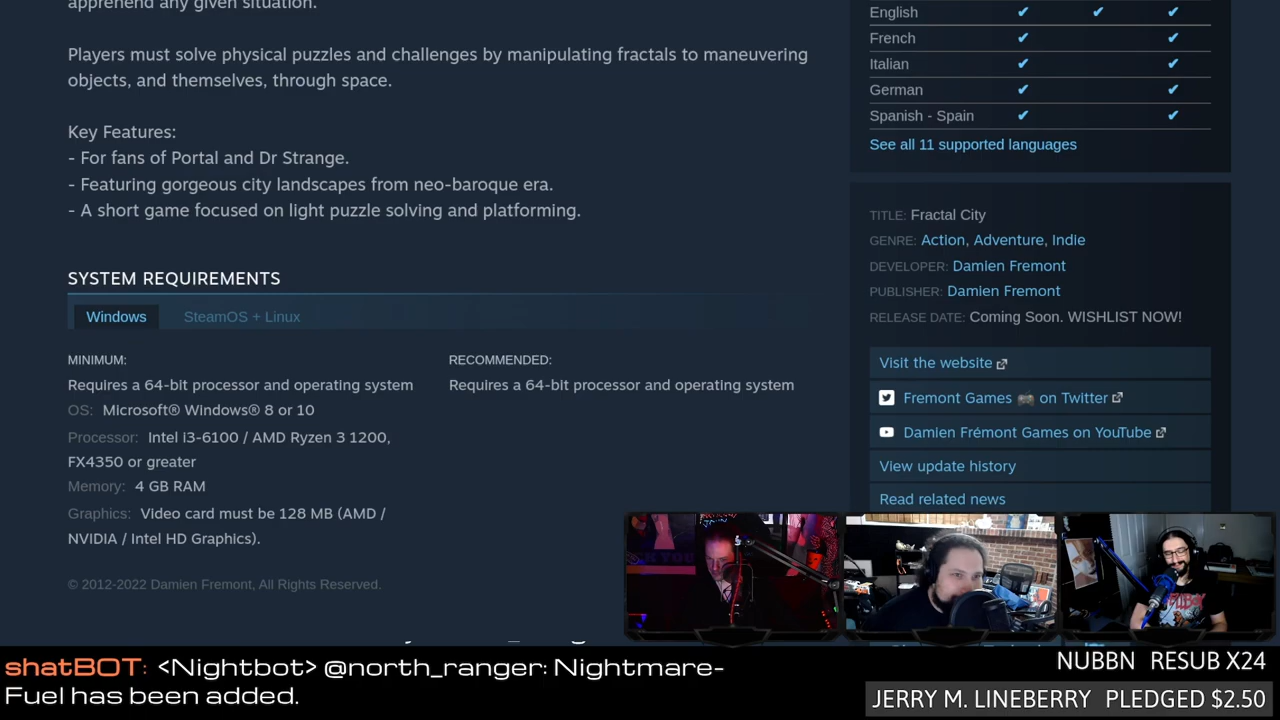 apprehend any given situation.
Players must solve physical puzzles and challenges by manipulating fractals to maneuvering
objects, and themselves, through space.
Key Features:
- For fans of Portal and Dr Strange.
- Featuring gorgeous city landscapes from neo-baroque era.
- A short game focused on light puzzle solving and platforming.
SYSTEM REQUIREMENTS
Windows
SteamOS + Linux
MINIMUM:
Requires a 64-bit processor and operating system
OS: Microsoft® Windows® 8 or 10
Processor: Intel i3-6100 / AMD Ryzen 3 1200,
FX4350 or greater
Memory: 4 GB RAM
Graphics: Video card must be 128 MB (AMD /
NVIDIA / Intel HD Graphics).
RECOMMENDED:
Requires a 64-bit processor and operating system
© 2012-2022 Damien Fremont, All Rights Reserved.
English ✔ ✔ ✔
French ✔ ✔
Italian ✔ ✔
German ✔ ✔
Spanish - Spain ✔ ✔
See all 11 supported languages
TITLE: Fractal City
GENRE: Action, Adventure, Indie
DEVELOPER: Damien Fremont
PUBLISHER: Damien Fremont
RELEASE DATE: Coming Soon. WISHLIST NOW!
Visit the website
Fremont Games 🎮 on Twitter
Damien Frémont Games on YouTube
View update history
Read related news
shatBOT: <Nightbot> @north_ranger: Nightmare-
Fuel has been added.
NUBBN RESUB X24
JERRY M. LINEBERRY PLEDGED $2.50